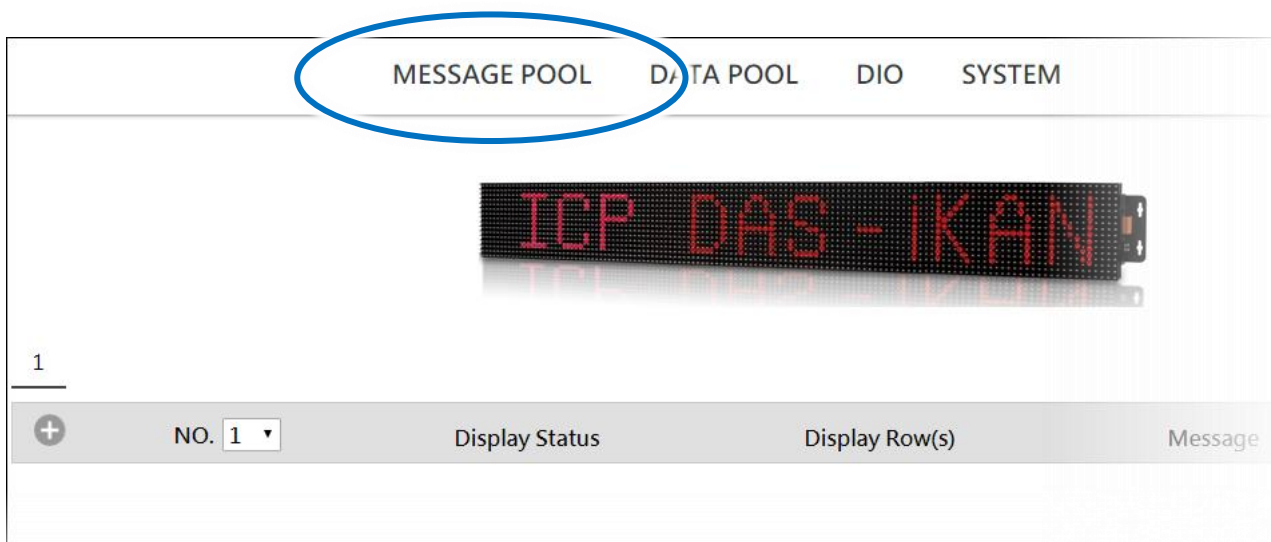 MESSAGE POOL DATA POOL DIO SYSTEM
ICP DAS - iKAN
1
NO. 1 Display Status Display Row(s) Message